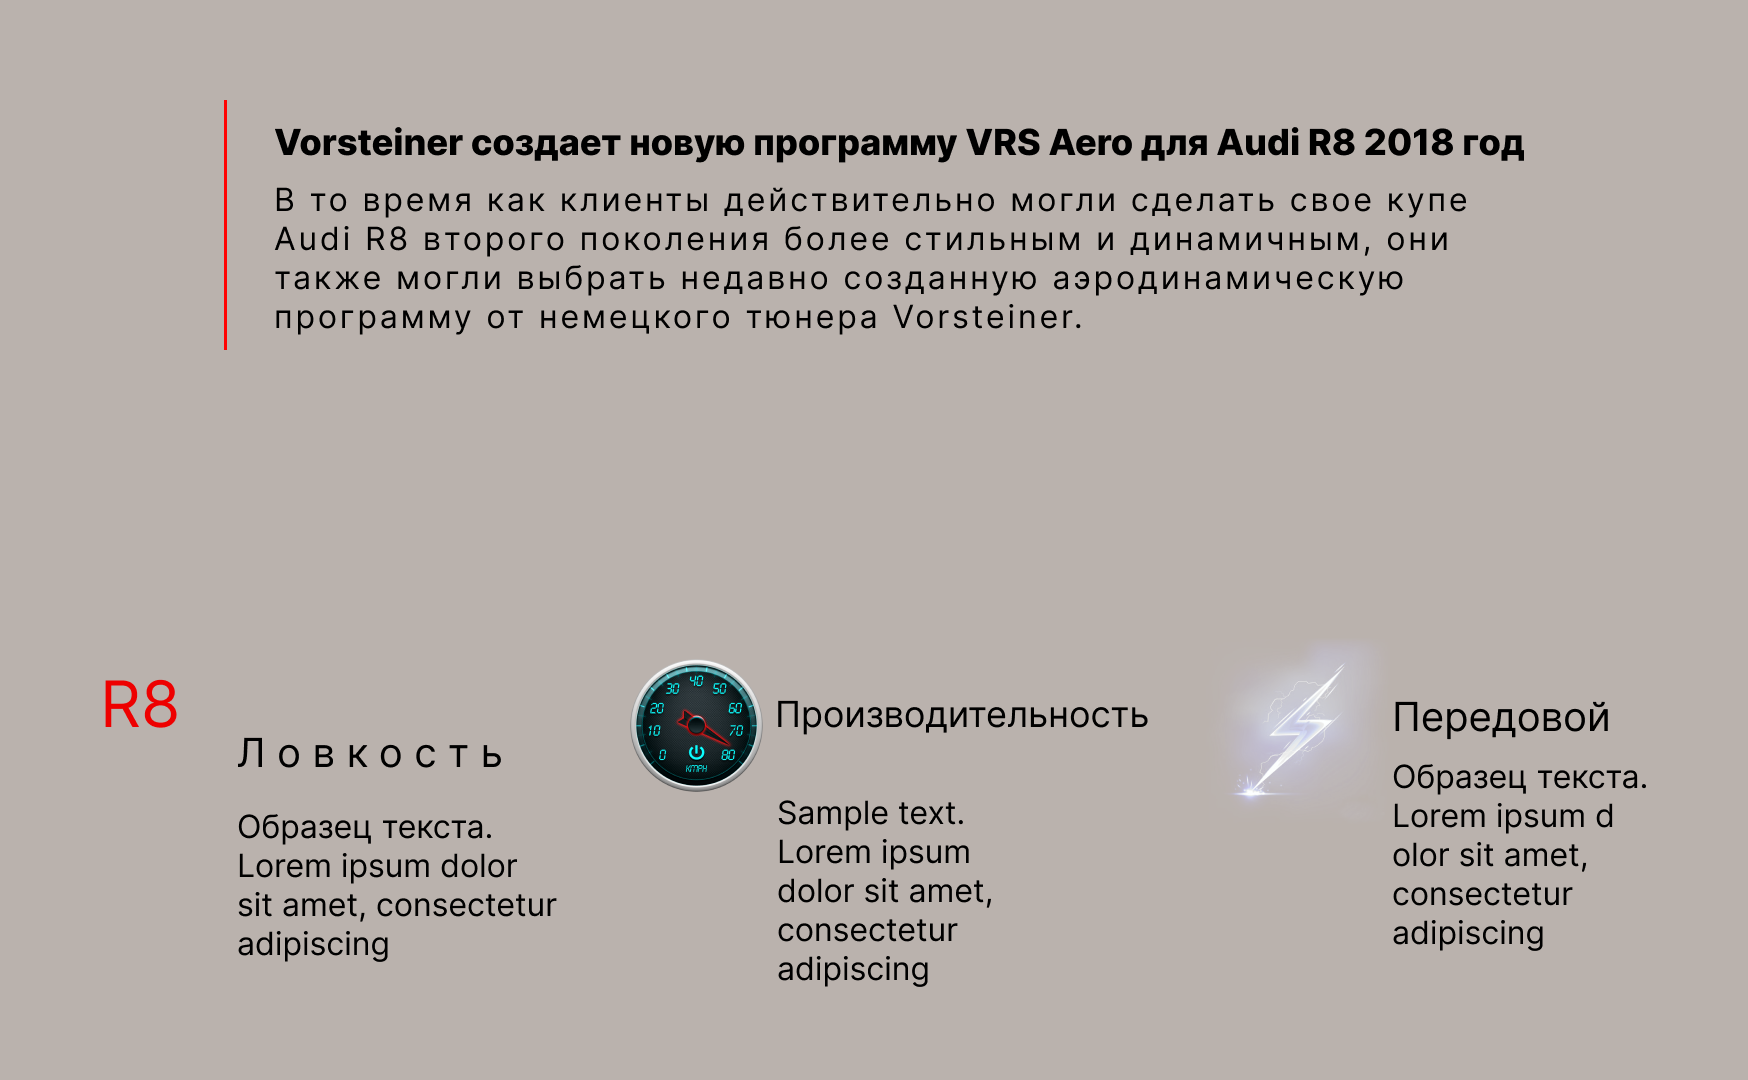 Vorsteiner создает новую программу VRS Aero для Audi R8 2018 год
В то время как клиенты действительно могли сделать свое купе
Audi R8 второго поколения более стильным и динамичным, они
также могли выбрать недавно созданную аэродинамическую
программу от немецкого тюнера Vorsteiner.
R8
Ловкость
Образец текста.
Lorem ipsum dolor
sit amet, consectetur
adipiscing
0
10
20
30
40
50
60
70
80
KMPH
Производительность
Sample text.
Lorem ipsum
dolor sit amet,
consectetur
adipiscing
Передовой
Образец текста.
Lorem ipsum d
olor sit amet,
consectetur
adipiscing